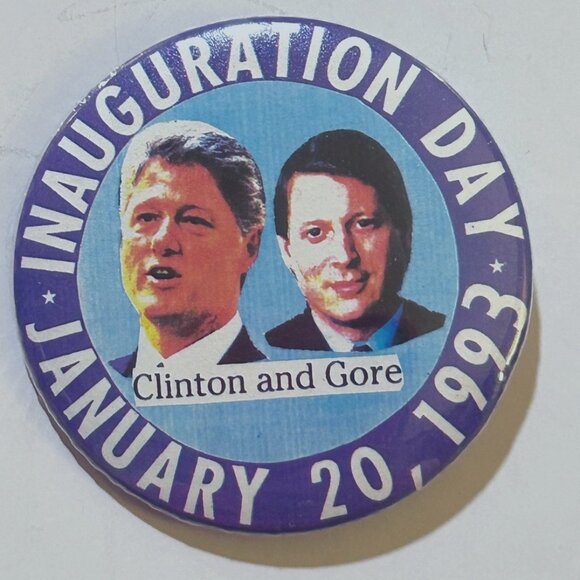 INAUGURATION DAY
Clinton and Gore
JANUARY 20, 1993